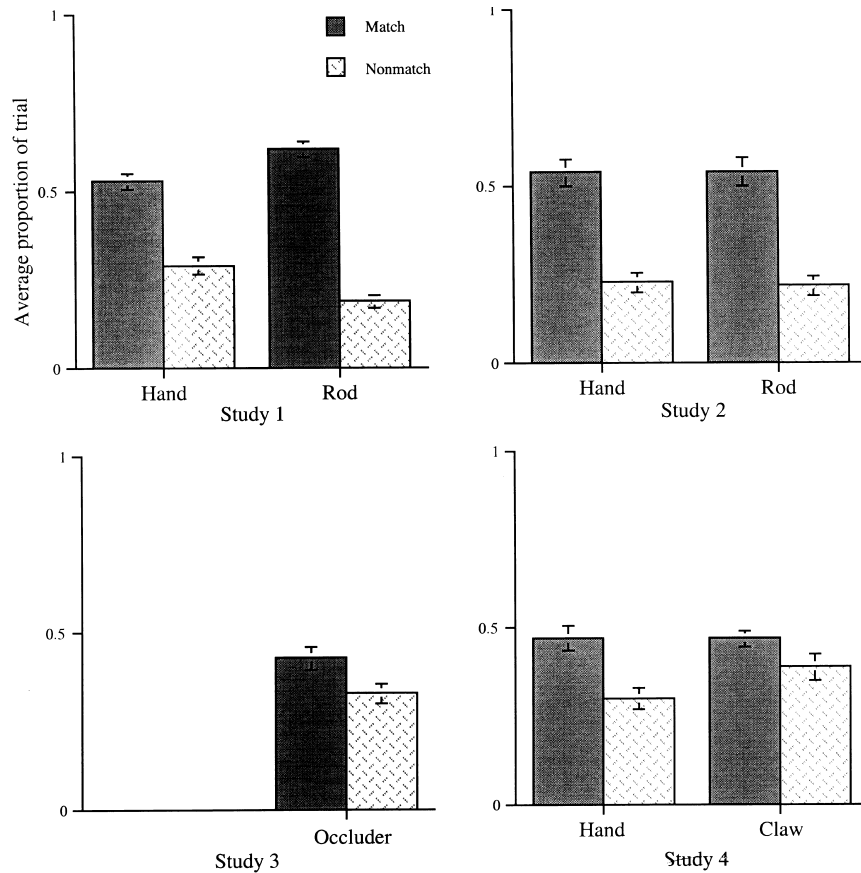 1
Match
Nonmatch
Average proportion of trial
0.5
0
Hand
Rod
Study 1
1
0.5
0
Hand
Rod
Study 2
1
0.5
0
Occluder
Study 3
1
0.5
0
Hand
Claw
Study 4